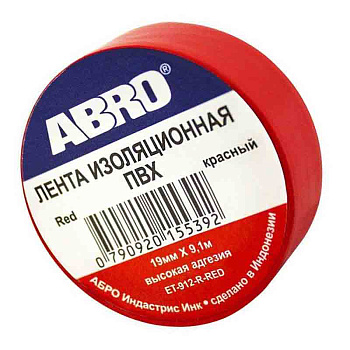 ABRO
ЛЕНТА ИЗОЛЯЦИОННАЯ
ПВХ
Red
красный
0 790920 155392
19мм X 9,1м
высокая адгезия
ET-912-R-RED
АБРО Индастрис Инк • сделано в Индонезии